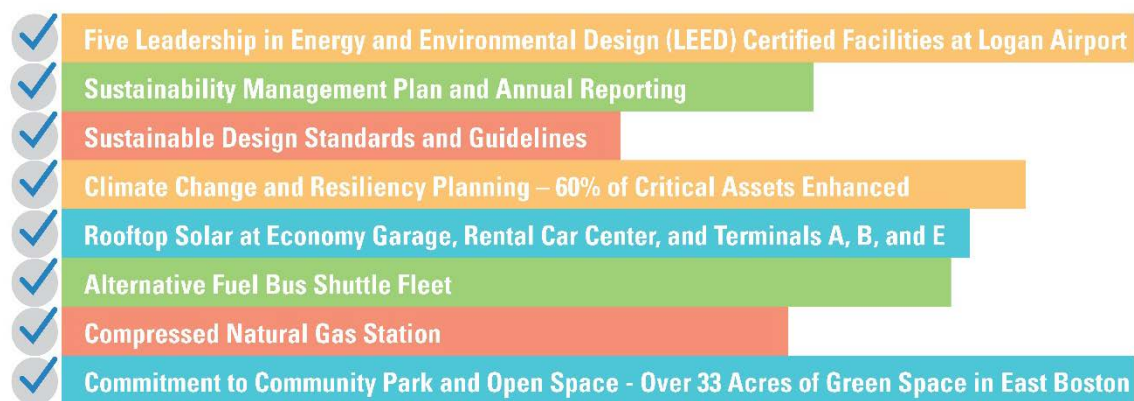 Five Leadership in Energy and Environmental Design (LEED) Certified Facilities at Logan Airport
Sustainability Management Plan and Annual Reporting
Sustainable Design Standards and Guidelines
Climate Change and Resiliency Planning – 60% of Critical Assets Enhanced
Rooftop Solar at Economy Garage, Rental Car Center, and Terminals A, B, and E
Alternative Fuel Bus Shuttle Fleet
Compressed Natural Gas Station
Commitment to Community Park and Open Space - Over 33 Acres of Green Space in East Boston